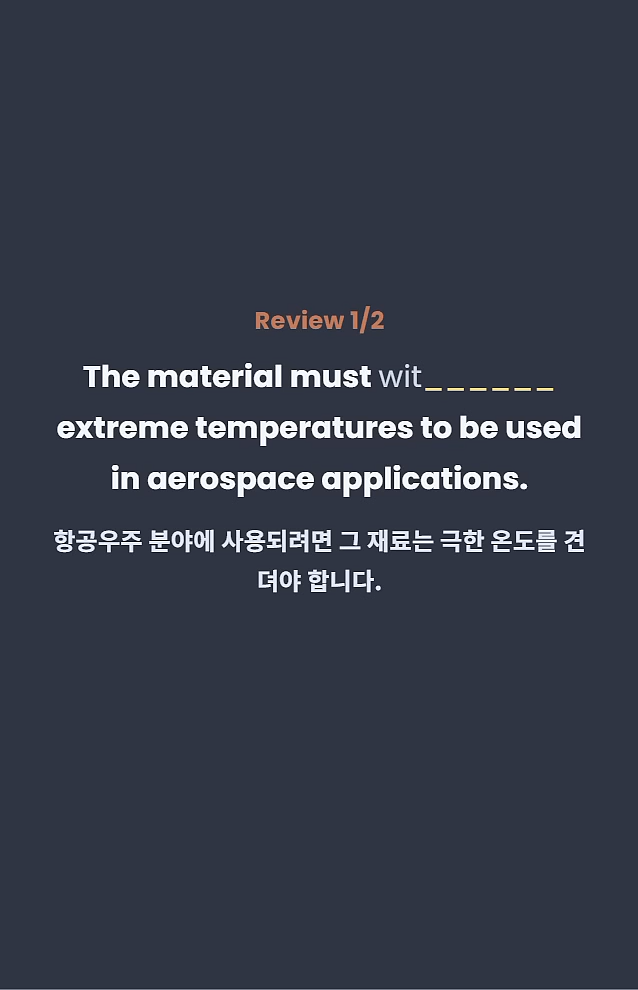 Review 1/2
The material must wit______
extreme temperatures to be used
in aerospace applications.
항공우주 분야에 사용되려면 그 재료는 극한 온도를 견
뎌야 합니다.